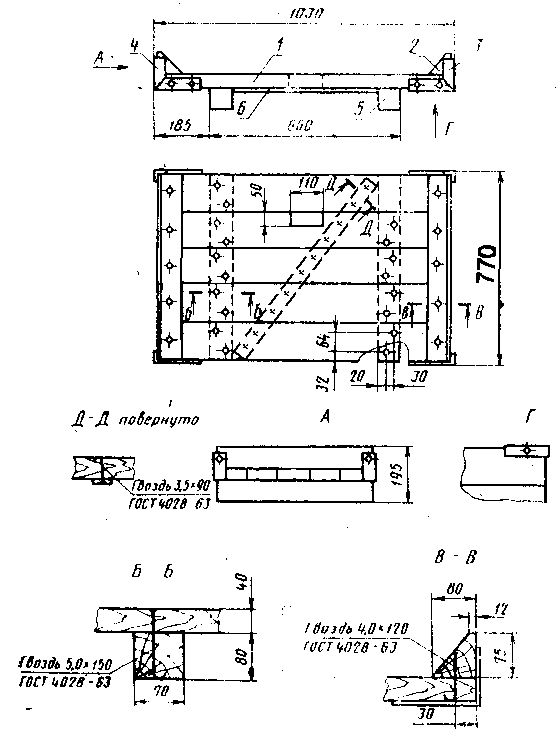 1030
4 1 2 3
А
6 5
185 660 Г
110
50 Д
Д
770
Б Б В В
64
32 20 30
Д-Д повернуто А Г
Гвоздь 3,5×90
ГОСТ 4028-63
195
Б Б В - В
40 80
12
Гвоздь 4,0×120
ГОСТ 4028-63
75
80
Гвоздь 5,0×150
ГОСТ 4028-63
70 30